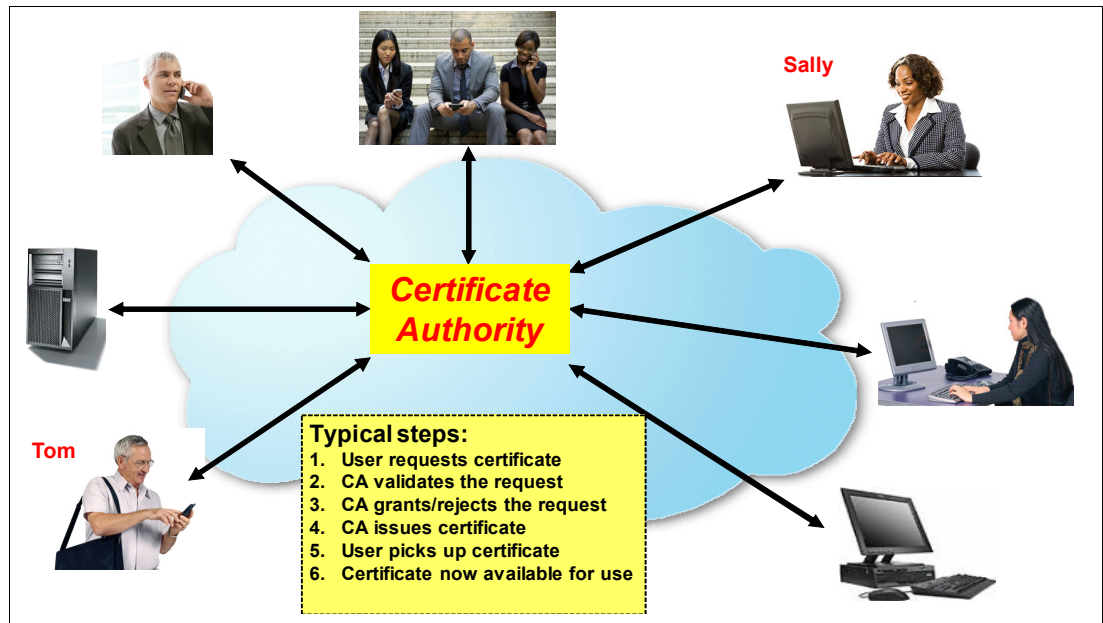 Sally
Certificate
Authority
Tom
Typical steps:
1. User requests certificate
2. CA validates the request
3. CA grants/rejects the request
4. CA issues certificate
5. User picks up certificate
6. Certificate now available for use